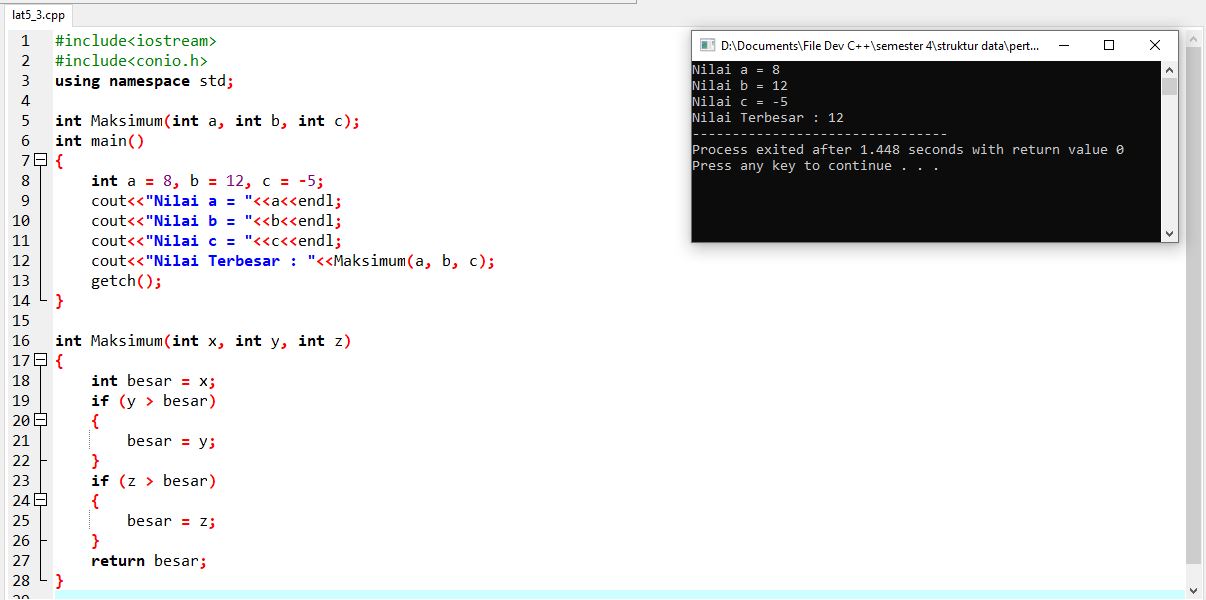 lat5_3.cpp
1 #include<iostream>
2 #include<conio.h>
3 using namespace std;
4
5 int Maksimum(int a, int b, int c);
6 int main()
7 {
8 int a = 8, b = 12, c = -5;
9 cout<<"Nilai a = "<<a<<endl;
10 cout<<"Nilai b = "<<b<<endl;
11 cout<<"Nilai c = "<<c<<endl;
12 cout<<"Nilai Terbesar : "<<Maksimum(a, b, c);
13 getch();
14 }
15
16 int Maksimum(int x, int y, int z)
17 {
18 int besar = x;
19 if (y > besar)
20 {
21 besar = y;
22 }
23 if (z > besar)
24 {
25 besar = z;
26 }
27 return besar;
28 }
29
D:\Documents\File Dev C++\semester 4\struktur data\pert...
Nilai a = 8
Nilai b = 12
Nilai c = -5
Nilai Terbesar : 12
--------------------------------
Process exited after 1.448 seconds with return value 0
Press any key to continue . . .